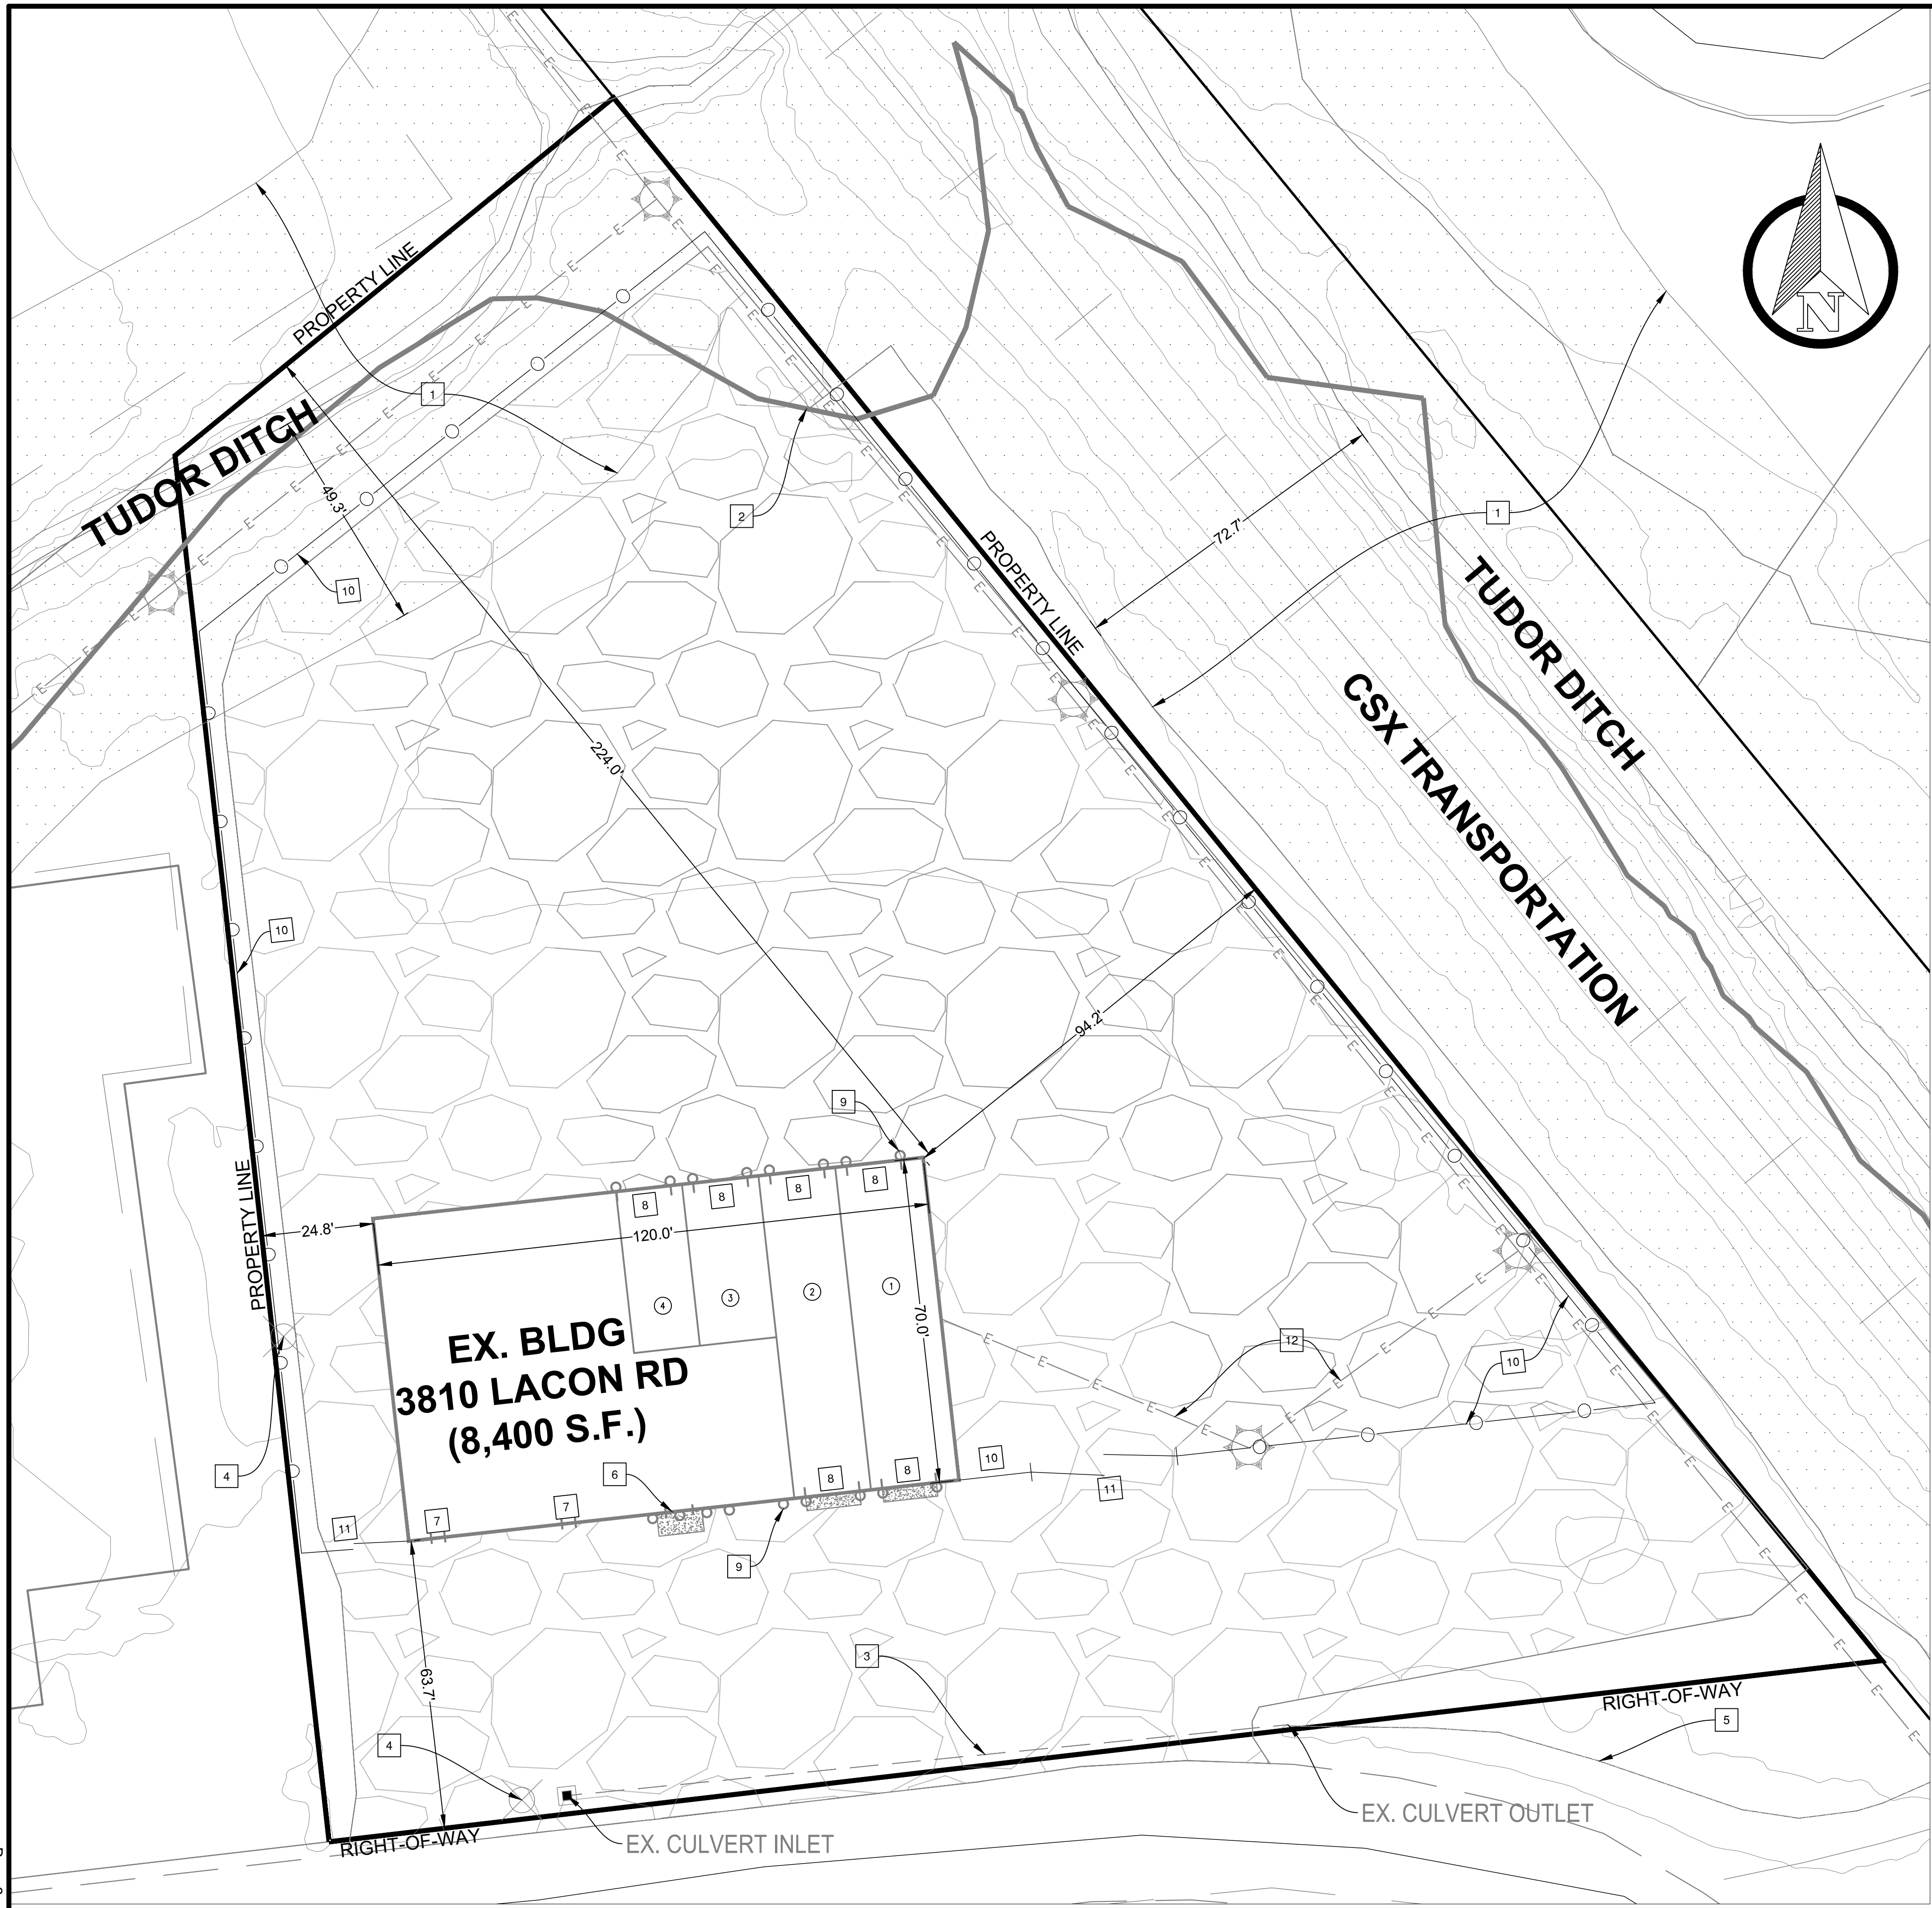 N
PROPERTY LINE
1
TUDOR DITCH
49.3'
2
10
72.7'
1
PROPERTY LINE
TUDOR DITCH
CSX TRANSPORTATION
224.0'
10
94.2'
9
8
8
8
8
PROPERTY LINE
24.8'
120.0'
4
3
2
1
70.0'
EX. BLDG
3810 LACON RD
(8,400 S.F.)
12
10
4
6
8
8
10
11
7
7
11
9
3
63.7'
RIGHT-OF-WAY
5
4
EX. CULVERT OUTLET
RIGHT-OF-WAY
EX. CULVERT INLET
E E E E E E E E E E